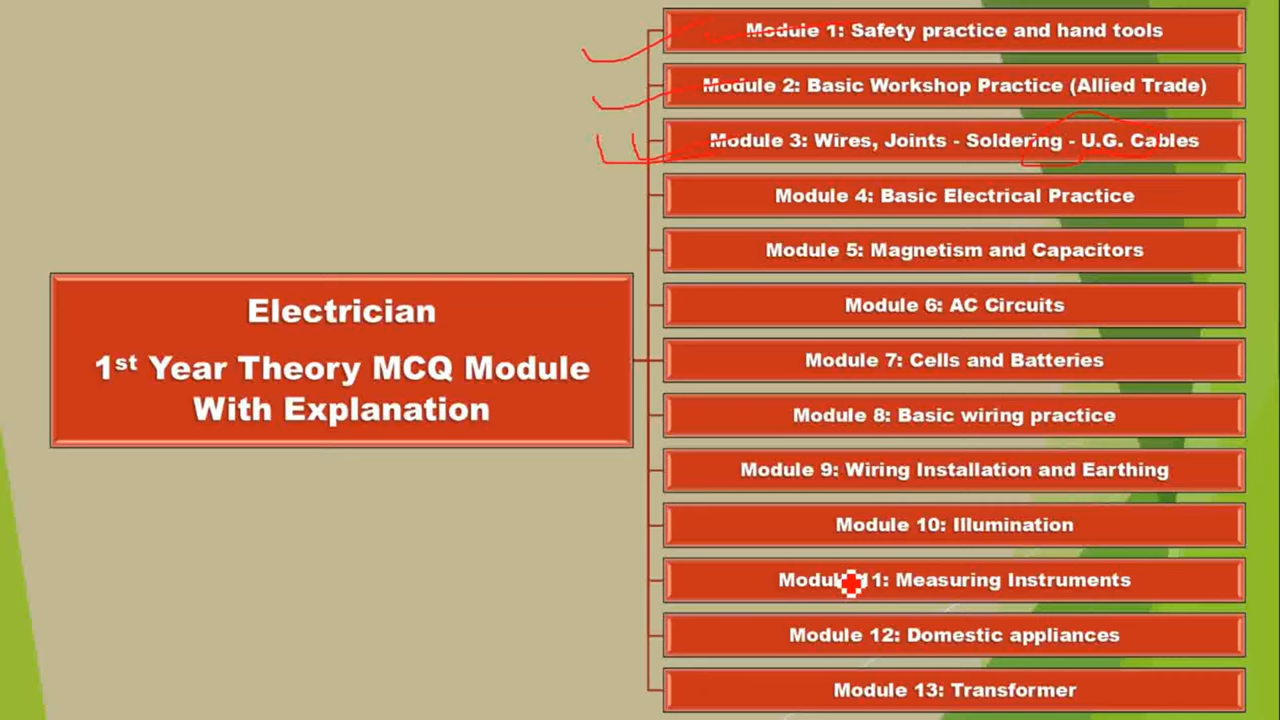 Electrician
1st Year Theory MCQ Module
With Explanation
Module 1: Safety practice and hand tools
Module 2: Basic Workshop Practice (Allied Trade)
Module 3: Wires, Joints - Soldering - U.G. Cables
Module 4: Basic Electrical Practice
Module 5: Magnetism and Capacitors
Module 6: AC Circuits
Module 7: Cells and Batteries
Module 8: Basic wiring practice
Module 9: Wiring Installation and Earthing
Module 10: Illumination
Module 11: Measuring Instruments
Module 12: Domestic appliances
Module 13: Transformer